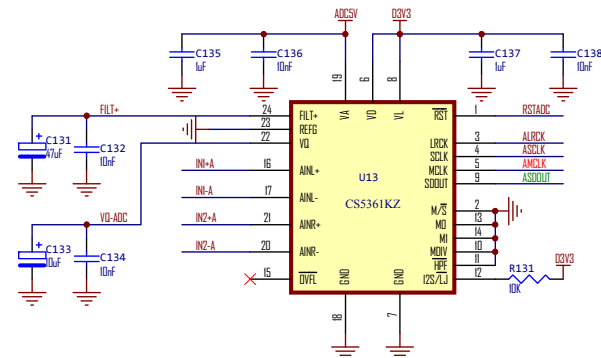 ADC5V
D3V3
C135
1uF
C136
10nF
C137
1uF
C138
10nF
19
6
8
FILT+
24
FILT+
VA
VD
VL
RST
1
RSTADC
23
REFG
C131
47uF
C132
10nF
22
VQ
LRCK
3
ALRCK
SCLK
4
ASCLK
INI+A
16
AINL+
MCLK
5
AMCLK
U13
SDOUT
9
ASDOUT
INI-A
17
AINL-
CS5361KZ
M/S
2
IN2+A
21
AINR+
M0
13
VQ-ADC
M1
14
C133
10uF
C134
10nF
IN2-A
20
AINR-
MDIV
10
HPF
11
R131
10K
D3V3
15
OVFL
GND
GND
I2S/LJ
12
18
7